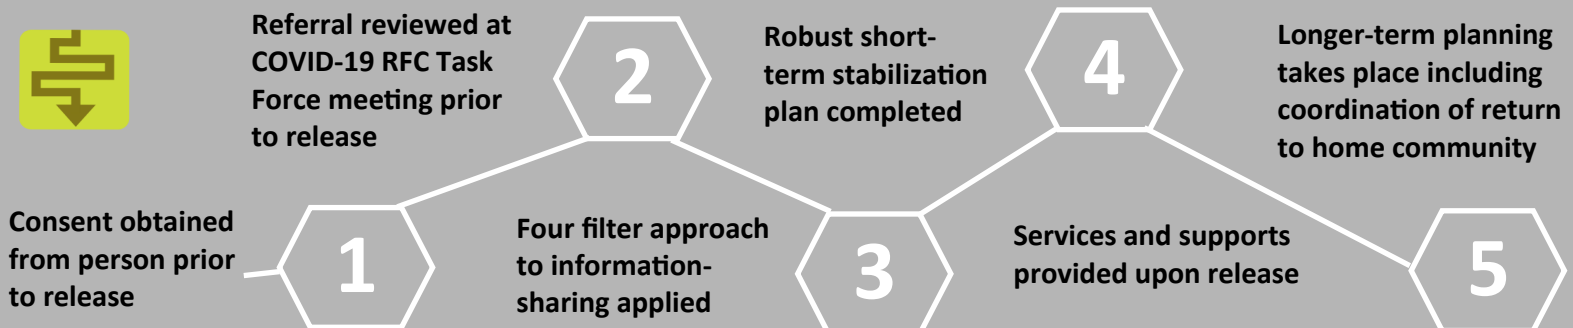 Consent obtained
from person prior
to release
1
Referral reviewed at
COVID-19 RFC Task
Force meeting prior
to release
2
Four filter approach
to information-
sharing applied
3
Robust short-
term stabilization
plan completed
4
Services and supports
provided upon release
5
Longer-term planning
takes place including
coordination of return
to home community